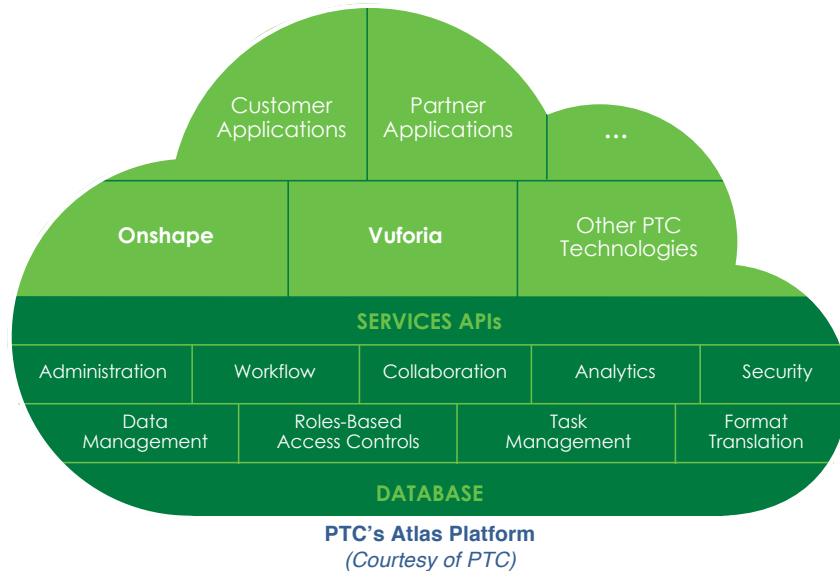 Customer
Applications
Partner
Applications
...
Onshape
Vuforia
Other PTC
Technologies
SERVICES APIs
Administration
Workflow
Collaboration
Analytics
Security
Data
Management
Roles-Based
Access Controls
Task
Management
Format
Translation
DATABASE
PTC's Atlas Platform
(Courtesy of PTC)